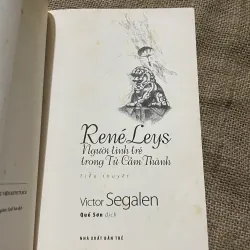 René Leys
Người tình trẻ
trong Tử Cấm Thành
tiểu thuyết
Victor Segalen
Quế Sơn dịch
NHÀ XUẤT BẢN TRẺ